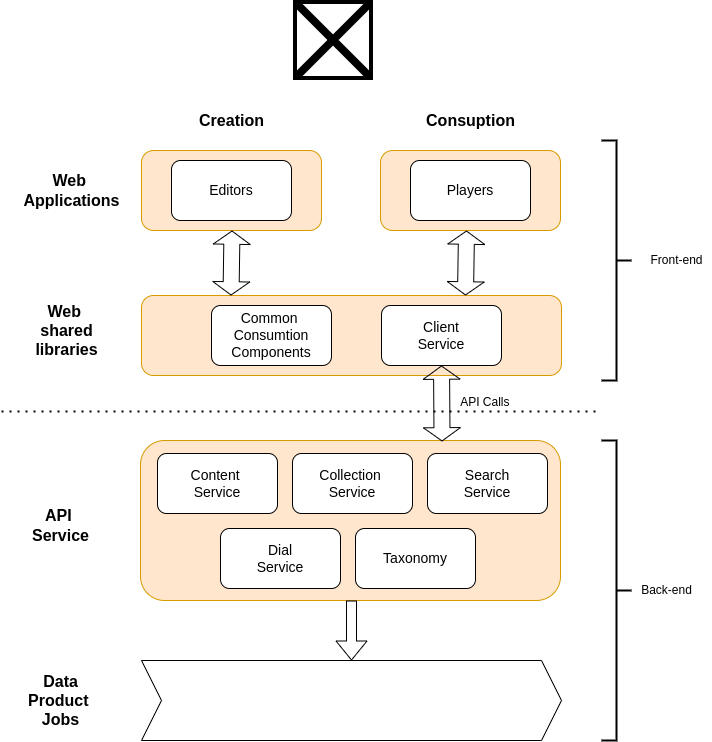 Creation
Consuption
Web
Applications
Editors
Players
Front-end
Web
shared
libraries
Common
Consumtion
Components
Client
Service
API Calls
API
Service
Content
Service
Collection
Service
Search
Service
Dial
Service
Taxonomy
Back-end
Data
Product
Jobs